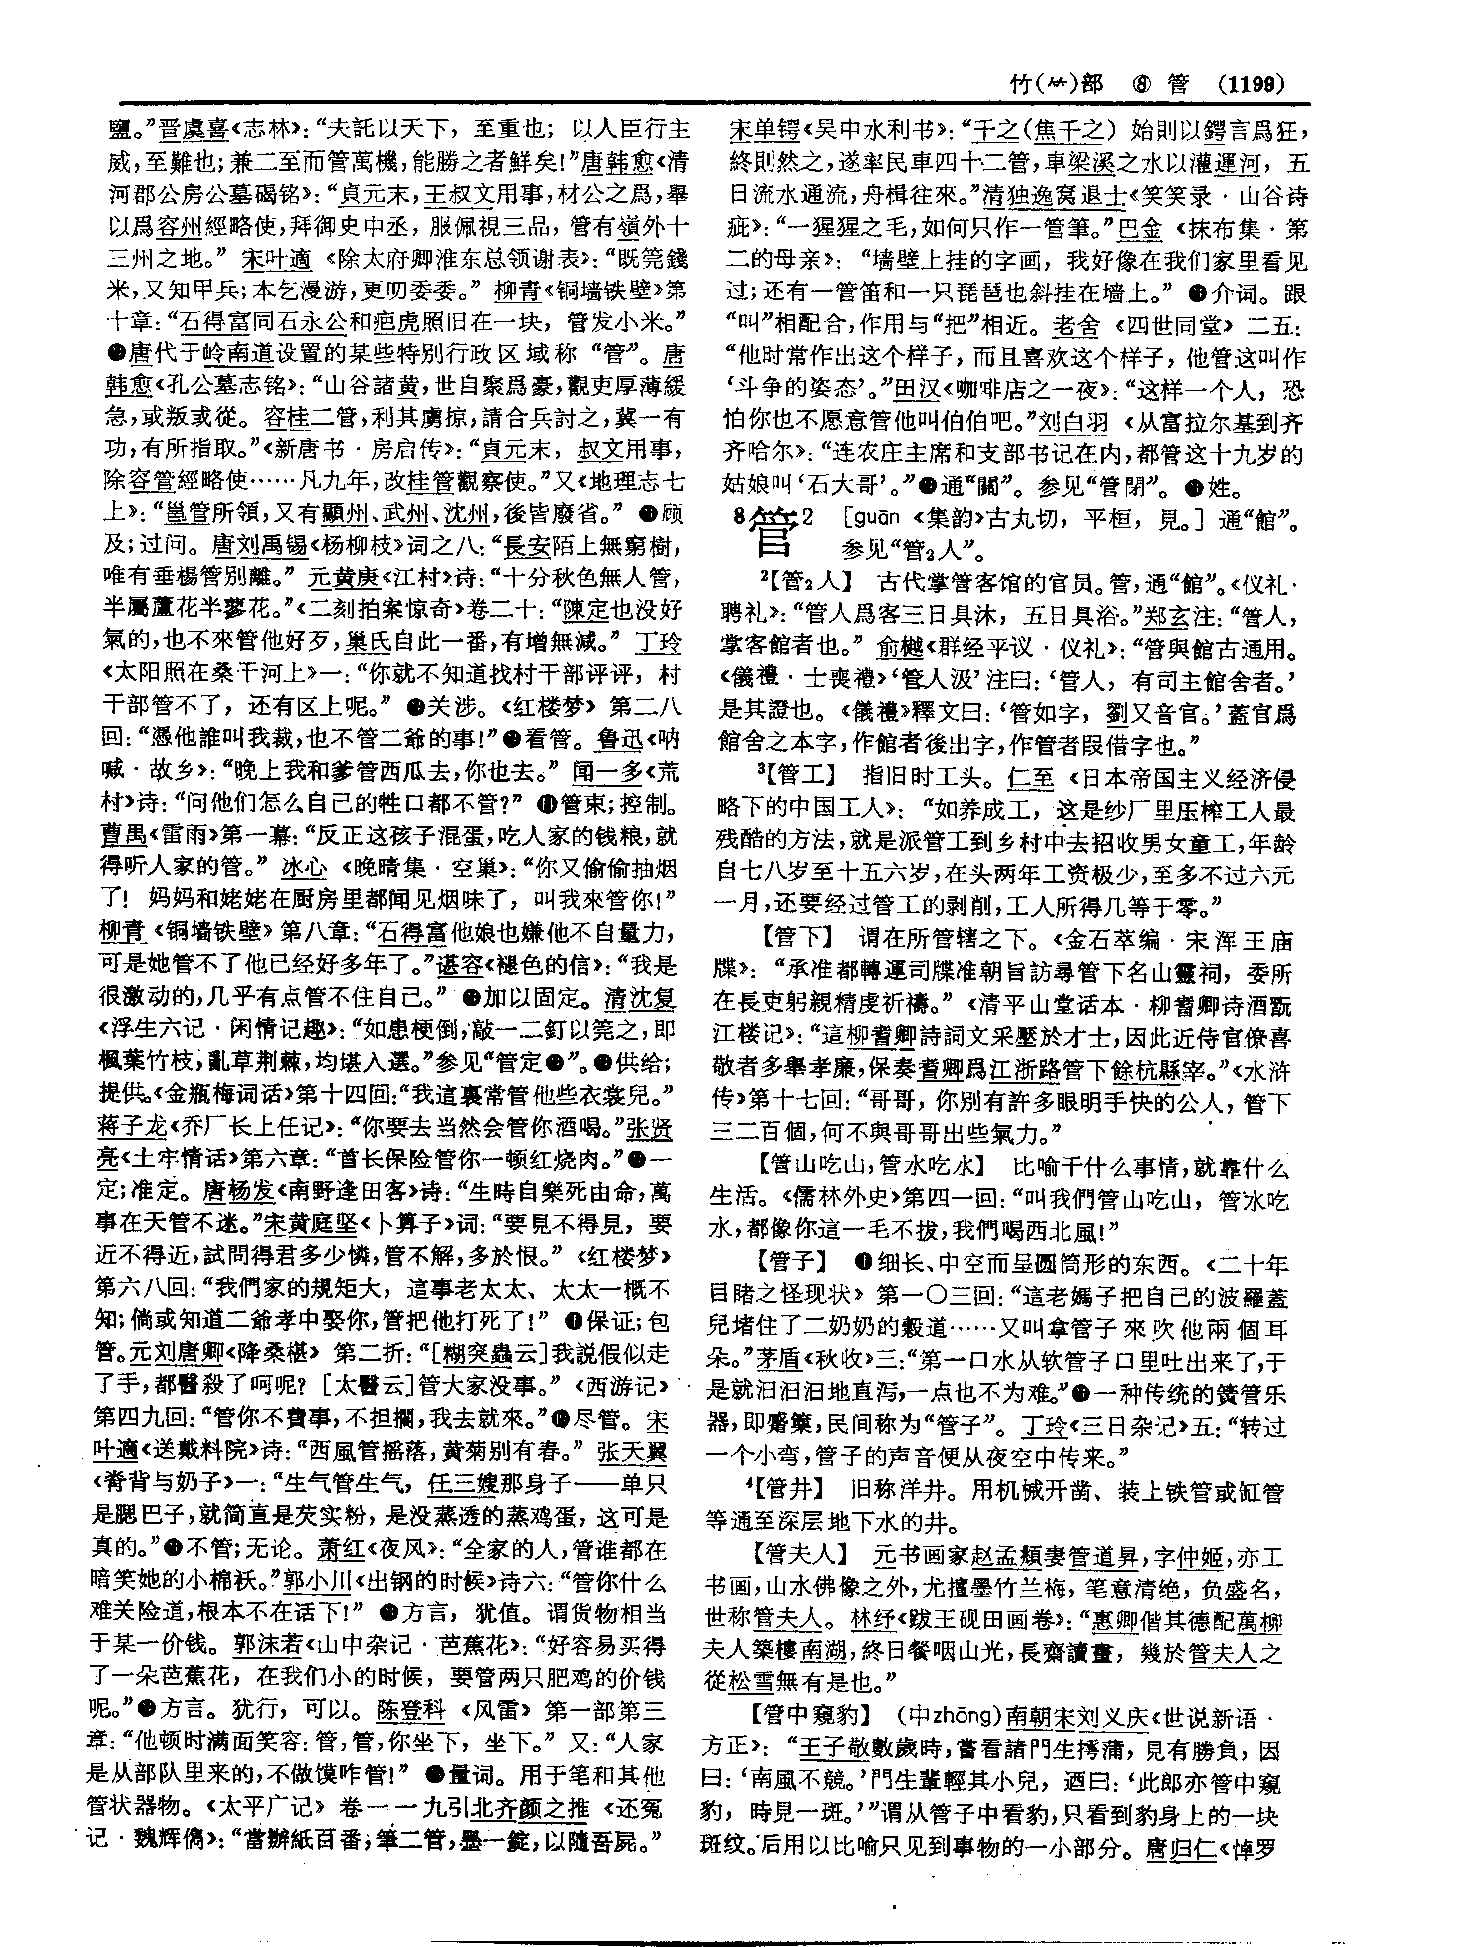 竹(⺮)部 ⑧ 管 (1199)
鹽。”晋虞喜《志林》：“夫託以天下，至重也；以人臣行主
威，至難也；兼二至而管萬機，能勝之者鮮矣！”唐韩愈《清
河郡公房公墓碣铭》：“貞元末，王叔文用事，材公之爲，舉
以爲容州經略使，拜御史中丞，服佩視三品，管有嶺外十
三州之地。” 宋叶適《除太府卿淮东总领谢表》：“既筦錢
米，又知甲兵；本乞漫游，更叨委委。” 柳青《铜墙铁壁》第
十章：“石得富同石永公和疤虎照旧在一块，管发小米。”
●唐代于岭南道设置的某些特别行政区域称“管”。唐
韩愈《孔公墓志铭》：“山谷諸黄，世自聚爲豪，觀吏厚薄緩
急，或叛或從。容桂二管，利其虜掠，請合兵討之，冀一有
功，有所指取。”《新唐书·房启传》：“貞元末，叔文用事，
除容管經略使……凡九年，改桂管觀察使。”又《地理志七
上》：“邕管所領，又有顯州、武州、沈州，後皆廢省。” ●顾
及；过问。唐刘禹锡《杨柳枝》词之八：“長安陌上無窮樹，
唯有垂楊管别離。” 元黄庚《江村》诗：“十分秋色無人管，
半屬蘆花半蓼花。”《二刻拍案惊奇》卷二十：“陳定也没好
氣的，也不來管他好歹，巢氏自此一番，有增無減。” 丁玲
《太阳照在桑干河上》一：“你就不知道找村干部评评，村
干部管不了，还有区上呢。” ●关涉。《红楼梦》第二八
回：“憑他誰叫我裁，也不管二爺的事！”●看管。鲁迅《呐
喊·故乡》：“晚上我和爹管西瓜去，你也去。” 闻一多《荒
村》诗：“问他们怎么自己的牲口都不管？” ⓫管束；控制。
曹禺《雷雨》第一幕：“反正这孩子混蛋，吃人家的钱粮，就
得听人家的管。” 冰心《晚晴集·空巢》：“你又偷偷抽烟
了！妈妈和姥姥在厨房里都闻见烟味了，叫我來管你！”
柳青《铜墙铁壁》第八章：“石得富他娘也嫌他不自量力，
可是她管不了他已经好多年了。”谌容《褪色的信》：“我是
很激动的，几乎有点管不住自己。” ●加以固定。清沈复
《浮生六记·闲情记趣》：“如患梗倒，敲一二釘以筦之，即
楓葉竹枝，亂草荆棘，均堪入選。”参见“管定●”。●供给；
提供。《金瓶梅词话》第十四回：“我這裏常管他些衣裳兒。”
蒋子龙《乔厂长上任记》：“你要去当然会管你酒喝。”张贤
亮《土牢情话》第六章：“首长保险管你一顿红烧肉。”●一
定；准定。唐杨发《南野逢田客》诗：“生時自樂死由命，萬
事在天管不迷。”宋黄庭坚《卜算子》词：“要見不得見，要
近不得近，試問得君多少憐，管不解，多於恨。”《红楼梦》
第六八回：“我們家的規矩大，這事老太太、太太一概不
知；倘或知道二爺孝中娶你，管把他打死了！” ●保证；包
管。元刘唐卿《降桑椹》第二折：“[糊突蟲云]我説假似走
了手，都醫殺了呵呢？[太醫云]管大家没事。”《西游记》
第四九回：“管你不費事，不担擱，我去就來。”●尽管。宋
叶適《送戴料院》诗：“西風管摇落，黄菊别有春。” 张天翼
《脊背与奶子》一：“生气管生气，任三嫂那身子——单只
是腮巴子，就简直是芡实粉，是没蒸透的蒸鸡蛋，这可是
真的。”●不管；无论。萧红《夜风》：“全家的人，管谁都在
暗笑她的小棉袄。”郭小川《出钢的时候》诗六：“管你什么
难关险道，根本不在话下！” ●方言，犹值。谓货物相当
于某一价钱。郭沫若《山中杂记·芭蕉花》：“好容易买得
了一朵芭蕉花，在我们小的时候，要管两只肥鸡的价钱
呢。”●方言。犹行，可以。陈登科《风雷》第一部第三
章：“他顿时满面笑容：管，管，你坐下，坐下。” 又：“人家
是从部队里来的，不做馍咋管！” ●量词。用于笔和其他
管状器物。《太平广记》卷一一九引北齐颜之推《还冤
记·魏辉儁》：“當辦紙百番，筆二管，墨一錠，以隨吾屍。”
宋单锷《吴中水利书》：“千之（焦千之）始則以鍔言爲狂，
終則然之，遂率民車四十二管，車梁溪之水以灌運河，五
日流水通流，舟楫往來。”清独逸窝退士《笑笑录·山谷诗
疵》：“一猩猩之毛，如何只作一管筆。”巴金《抹布集·第
二的母亲》：“墙壁上挂的字画，我好像在我们家里看见
过；还有一管笛和一只琵琶也斜挂在墙上。” ●介词。跟
“叫”相配合，作用与“把”相近。老舍《四世同堂》二五：
“他时常作出这个样子，而且喜欢这个样子，他管这叫作
‘斗争的姿态’。”田汉《咖啡店之一夜》：“这样一个人，恐
怕你也不愿意管他叫伯伯吧。”刘白羽《从富拉尔基到齐
齐哈尔》：“连农庄主席和支部书记在内，都管这十九岁的
姑娘叫‘石大哥’。”●通“關”。参见“管閉”。●姓。
8管2 [guān《集韵》古丸切，平桓，見。]通“館”。
参见“管₂人”。
²【管₂人】 古代掌管客馆的官员。管，通“館”。《仪礼·
聘礼》：“管人爲客三日具沐，五日具浴。”郑玄注：“管人，
掌客館者也。” 俞樾《群经平议·仪礼》：“管與館古通用。
《儀禮·士喪禮》‘管人汲’注曰：‘管人，有司主館舍者。’
是其證也。《儀禮》釋文曰：‘管如字，劉又音官。’蓋官爲
館舍之本字，作館者後出字，作管者叚借字也。”
³【管工】 指旧时工头。仁至《日本帝国主义经济侵
略下的中国工人》：“如养成工，这是纱厂里压榨工人最
残酷的方法，就是派管工到乡村中去招收男女童工，年龄
自七八岁至十五六岁，在头两年工资极少，至多不过六元
一月，还要经过管工的剥削，工人所得几等于零。”
【管下】 谓在所管辖之下。《金石萃编·宋浑王庙
牒》：“承准都轉運司牒准朝旨訪尋管下名山靈祠，委所
在長吏躬親精虔祈禱。”《清平山堂话本·柳耆卿诗酒翫
江楼记》：“這柳耆卿詩詞文采壓於才士，因此近侍官僚喜
敬者多舉孝廉，保奏耆卿爲江浙路管下餘杭縣宰。”《水浒
传》第十七回：“哥哥，你别有許多眼明手快的公人，管下
三二百個，何不與哥哥出些氣力。”
【管山吃山，管水吃水】 比喻干什么事情，就靠什么
生活。《儒林外史》第四一回：“叫我們管山吃山，管水吃
水，都像你這一毛不拔，我們喝西北風！”
【管子】 ❶细长、中空而呈圆筒形的东西。《二十年
目睹之怪现状》第一〇三回：“這老媽子把自己的波羅蓋
兒堵住了二奶奶的穀道……又叫拿管子來吹他兩個耳
朵。”茅盾《秋收》三：“第一口水从软管子口里吐出来了，于
是就汩汩汩地直泻，一点也不为难。”❷一种传统的簧管乐
器，即觱篥，民间称为“管子”。丁玲《三日杂记》五：“转过
一个小弯，管子的声音便从夜空中传来。”
⁴【管井】 旧称洋井。用机械开凿、装上铁管或缸管
等通至深层地下水的井。
【管夫人】 元书画家赵孟頫妻管道昇，字仲姬，亦工
书画，山水佛像之外，尤擅墨竹兰梅，笔意清绝，负盛名，
世称管夫人。林纾《跋王砚田画卷》：“惠卿偕其德配萬柳
夫人築樓南湖，終日餐咽山光，長齋讀畫，幾於管夫人之
從松雪無有是也。”
【管中窥豹】 （中zhōng）南朝宋刘义庆《世说新语·
方正》：“王子敬數歲時，嘗看諸門生摴蒱，見有勝負，因
曰：‘南風不競。’門生輩輕其小兒，迺曰：‘此郎亦管中窺
豹，時見一斑。’”谓从管子中看豹，只看到豹身上的一块
斑纹。后用以比喻只见到事物的一小部分。唐归仁《悼罗